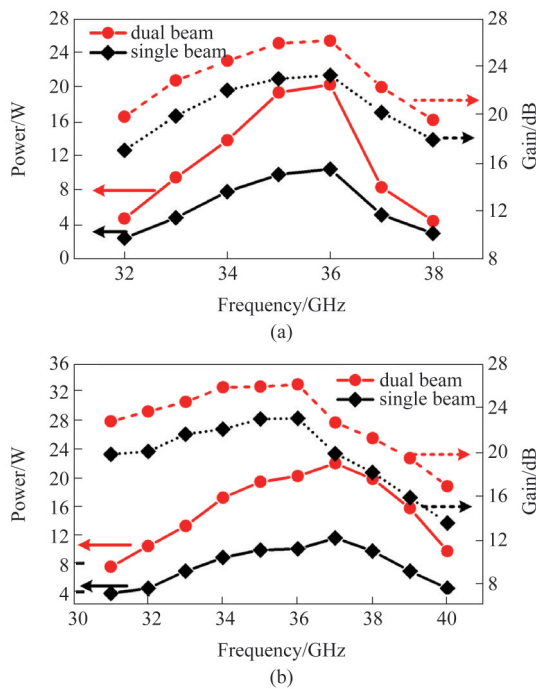 28
24
20
16
12
8
4
0
Power/W
dual beam
single beam
28
24
20
16
12
8
Gain/dB
32 34 36 38
Frequency/GHz
(a)
36
32
28
24
20
16
12
8
4
Power/W
dual beam
single beam
28
24
20
16
12
8
Gain/dB
30 32 34 36 38 40
Frequency/GHz
(b)